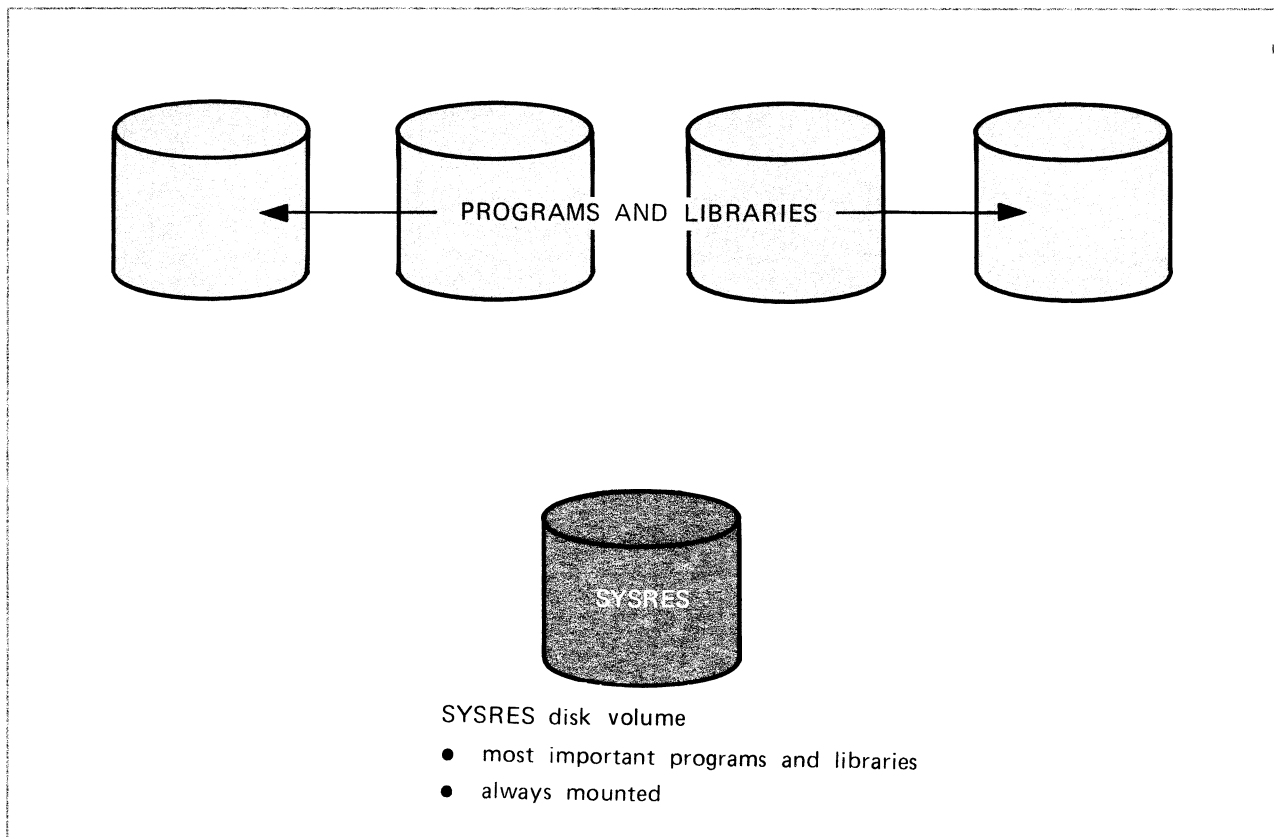 PROGRAMS AND LIBRARIES
SYSRES
SYSRES disk volume
● most important programs and libraries
● always mounted